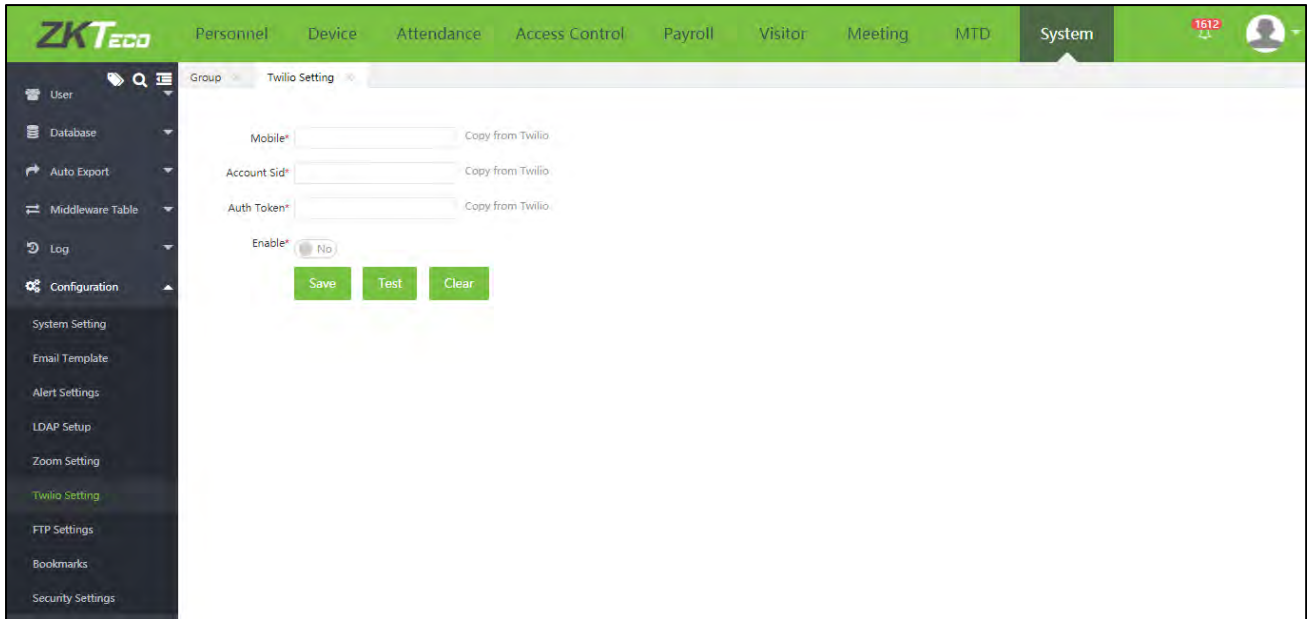 ZKTeco Personnel Device Attendance Access Control Payroll Visitor Meeting MTD System 1612
Group Twilio Setting
User
Database
Auto Export
Middleware Table
Log
Configuration
System Setting
Email Template
Alert Settings
LDAP Setup
Zoom Setting
Twilio Setting
FTP Settings
Bookmarks
Security Settings
Mobile* Copy from Twilio
Account Sid* Copy from Twilio
Auth Token* Copy from Twilio
Enable* No
Save Test Clear